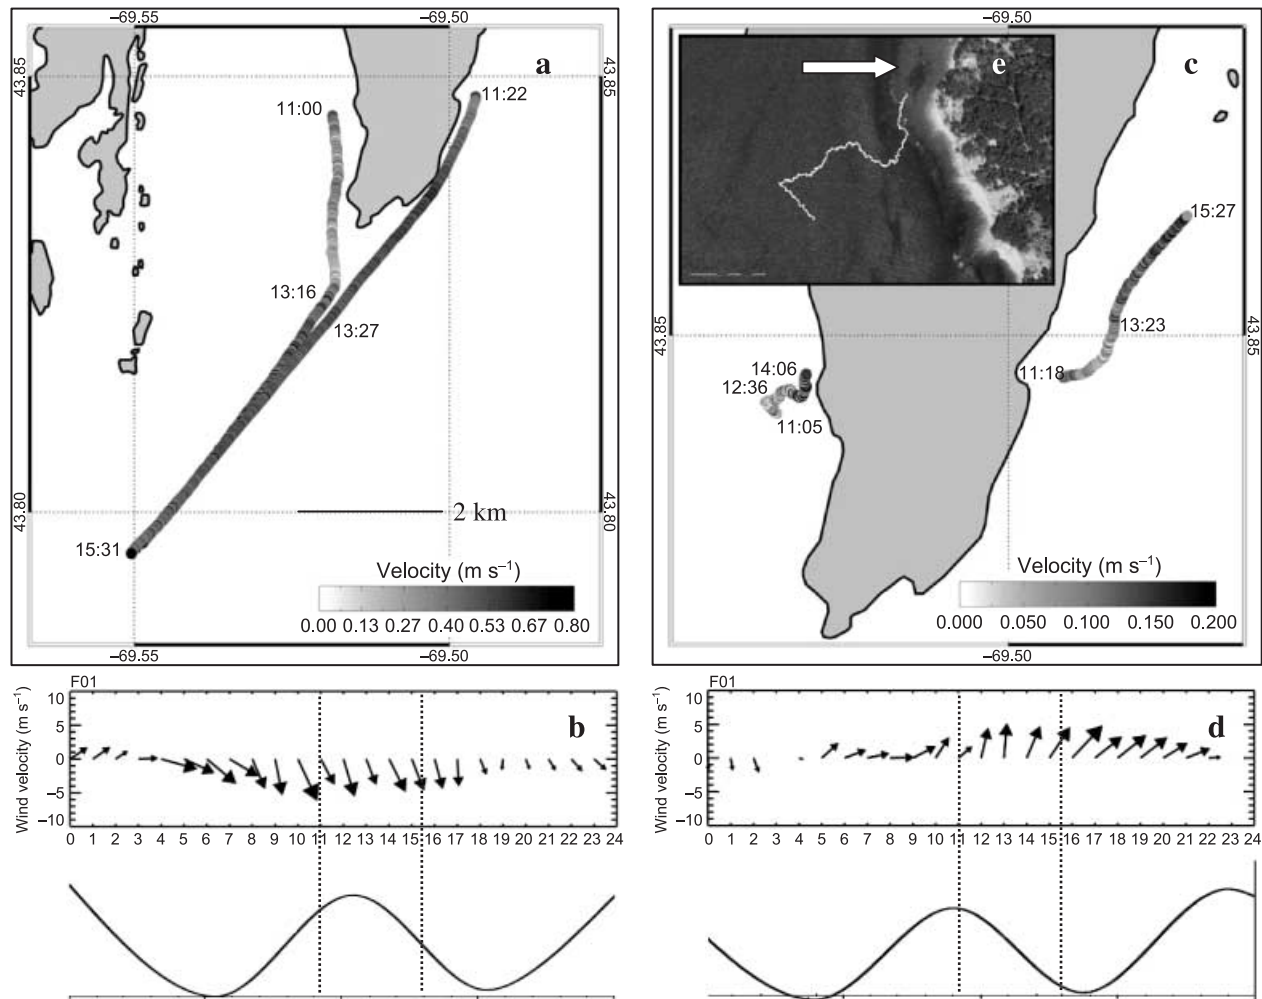 −69.55 −69.50
a
43.85 43.85
11:00 11:22
13:16
13:27
43.80 43.80
2 km
15:31
Velocity (m s−1)
0.00 0.13 0.27 0.40 0.53 0.67 0.80
−69.55 −69.50
−69.50
e c
15:27
43.85 43.85
13:23
14:06 11:18
12:36
11:05
Velocity (m s−1)
0.000 0.050 0.100 0.150 0.200
−69.50
F01
b
Wind velocity (m s−1)
10
5
0
−5
−10
0 1 2 3 4 5 6 7 8 9 10 11 12 13 14 15 16 17 18 19 20 21 22 23 24
F01
d
Wind velocity (m s−1)
10
5
0
−5
−10
0 1 2 3 4 5 6 7 8 9 10 11 12 13 14 15 16 17 18 19 20 21 22 23 24